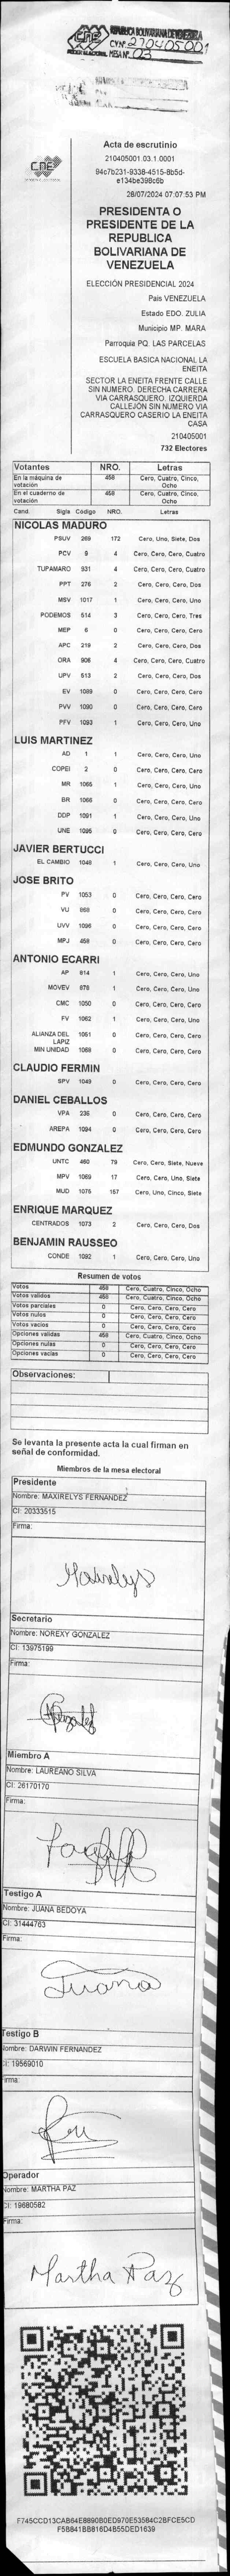 CNE
REPÚBLICA BOLIVARIANA DE VENEZUELA
PODER ELECTORAL
CV Nº 210405001
MESA Nº 03
CNE
Acta de escrutinio
210405001.03.1.0001
94c7b231-9338-4515-8b5d-
e134be398c6b
28/07/2024 07:07:53 PM
PRESIDENTA O
PRESIDENTE DE LA
REPUBLICA
BOLIVARIANA DE
VENEZUELA
ELECCIÓN PRESIDENCIAL 2024
Pais VENEZUELA
Estado EDO. ZULIA
Municipio MP. MARA
Parroquia PQ. LAS PARCELAS
ESCUELA BASICA NACIONAL LA
ENEITA
SECTOR LA ENEITA FRENTE CALLE
SIN NUMERO. DERECHA CARRERA
VIA CARRASQUERO. IZQUIERDA
CALLEJÓN SIN NUMERO VIA
CARRASQUERO CASERIO LA ENEITA
CASA
210405001
732 Electores
Votantes NRO. Letras
En la máquina de votación 458 Cero, Cuatro, Cinco, Ocho
En el cuaderno de votación 458 Cero, Cuatro, Cinco, Ocho
Cand. Sigla Codigo NRO. Letras
NICOLAS MADURO
PSUV 269 172 Cero, Uno, Siete, Dos
PCV 9 4 Cero, Cero, Cero, Cuatro
TUPAMARO 931 4 Cero, Cero, Cero, Cuatro
PPT 276 2 Cero, Cero, Cero, Dos
MSV 1017 1 Cero, Cero, Cero, Uno
PODEMOS 514 3 Cero, Cero, Cero, Tres
MEP 6 0 Cero, Cero, Cero, Cero
APC 219 2 Cero, Cero, Cero, Dos
ORA 908 4 Cero, Cero, Cero, Cuatro
UPV 513 2 Cero, Cero, Cero, Dos
EV 1089 0 Cero, Cero, Cero, Cero
PVV 1090 0 Cero, Cero, Cero, Cero
PFV 1093 1 Cero, Cero, Cero, Uno
LUIS MARTINEZ
AD 1 1 Cero, Cero, Cero, Uno
COPEI 2 0 Cero, Cero, Cero, Cero
MR 1065 1 Cero, Cero, Cero, Uno
BR 1066 0 Cero, Cero, Cero, Cero
DDP 1091 1 Cero, Cero, Cero, Uno
UNE 1095 0 Cero, Cero, Cero, Cero
JAVIER BERTUCCI
EL CAMBIO 1048 1 Cero, Cero, Cero, Uno
JOSE BRITO
PV 1053 0 Cero, Cero, Cero, Cero
VU 868 0 Cero, Cero, Cero, Cero
UVV 1096 0 Cero, Cero, Cero, Cero
MPJ 458 0 Cero, Cero, Cero, Cero
ANTONIO ECARRI
AP 914 1 Cero, Cero, Cero, Uno
MOVEV 878 1 Cero, Cero, Cero, Uno
CMC 1050 0 Cero, Cero, Cero, Cero
FV 1062 1 Cero, Cero, Cero, Uno
ALIANZA DEL LAPIZ 1051 0 Cero, Cero, Cero, Cero
MIN UNIDAD 1068 0 Cero, Cero, Cero, Cero
CLAUDIO FERMIN
SPV 1049 0 Cero, Cero, Cero, Cero
DANIEL CEBALLOS
VPA 236 0 Cero, Cero, Cero, Cero
AREPA 1094 0 Cero, Cero, Cero, Cero
EDMUNDO GONZALEZ
UNTC 460 79 Cero, Cero, Siete, Nueve
MPV 1069 17 Cero, Cero, Uno, Siete
MUD 1075 157 Cero, Uno, Cinco, Siete
ENRIQUE MARQUEZ
CENTRADOS 1073 2 Cero, Cero, Cero, Dos
BENJAMIN RAUSSEO
CONDE 1092 1 Cero, Cero, Cero, Uno
Resumen de votos
Votos 458 Cero, Cuatro, Cinco, Ocho
Votos validos 458 Cero, Cuatro, Cinco, Ocho
Votos parciales 0 Cero, Cero, Cero, Cero
Votos nulos 0 Cero, Cero, Cero, Cero
Votos vacios 0 Cero, Cero, Cero, Cero
Opciones validas 458 Cero, Cuatro, Cinco, Ocho
Opciones nulas 0 Cero, Cero, Cero, Cero
Opciones vacias 0 Cero, Cero, Cero, Cero
Observaciones:
Se levanta la presente acta la cual firman en
señal de conformidad.
Miembros de la mesa electoral
Presidente
Nombre: MAXIRELYS FERNANDEZ
CI: 20333515
Firma:
Secretario
Nombre: NOREXY GONZALEZ
CI: 13975199
Firma:
Miembro A
Nombre: LAUREANO SILVA
CI: 26170170
Firma:
Testigo A
Nombre: JUANA BEDOYA
CI: 31444763
Firma:
Juana
Testigo B
Nombre: DARWIN FERNANDEZ
CI: 19569010
Firma:
Operador
Nombre: MARTHA PAZ
CI: 19680582
Firma:
Martha Paz
F745CCD13CAB64E8890B0ED970E53584C2BFCE5CD
F5B841BB816D4B55DED1639